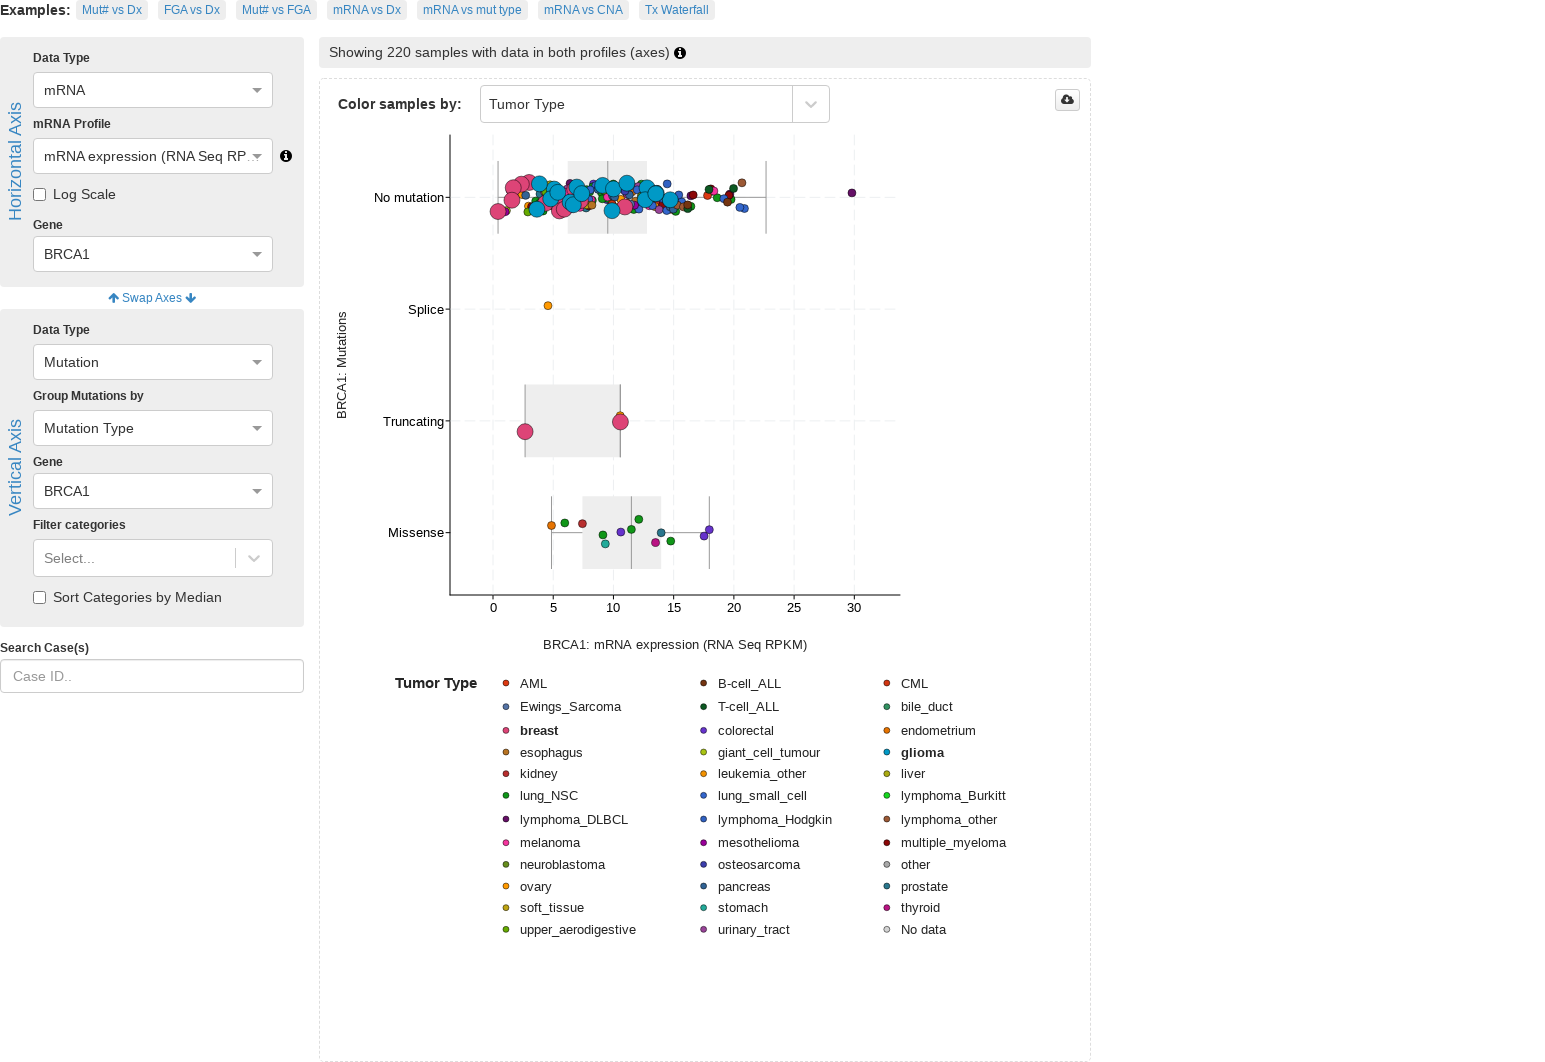 Examples: Mut# vs Dx FGA vs Dx Mut# vs FGA mRNA vs Dx mRNA vs mut type mRNA vs CNA Tx Waterfall
Horizontal Axis
Data Type
mRNA
mRNA Profile
mRNA expression (RNA Seq RP...
Log Scale
Gene
BRCA1
Swap Axes
Vertical Axis
Data Type
Mutation
Group Mutations by
Mutation Type
Gene
BRCA1
Filter categories
Select...
Sort Categories by Median
Search Case(s)
Case ID..
Showing 220 samples with data in both profiles (axes)
Color samples by: Tumor Type
BRCA1: Mutations
No mutation
Splice
Truncating
Missense
0 5 10 15 20 25 30
BRCA1: mRNA expression (RNA Seq RPKM)
Tumor Type AML B-cell_ALL CML
Ewings_Sarcoma T-cell_ALL bile_duct
breast colorectal endometrium
esophagus giant_cell_tumour glioma
kidney leukemia_other liver
lung_NSC lung_small_cell lymphoma_Burkitt
lymphoma_DLBCL lymphoma_Hodgkin lymphoma_other
melanoma mesothelioma multiple_myeloma
neuroblastoma osteosarcoma other
ovary pancreas prostate
soft_tissue stomach thyroid
upper_aerodigestive urinary_tract No data